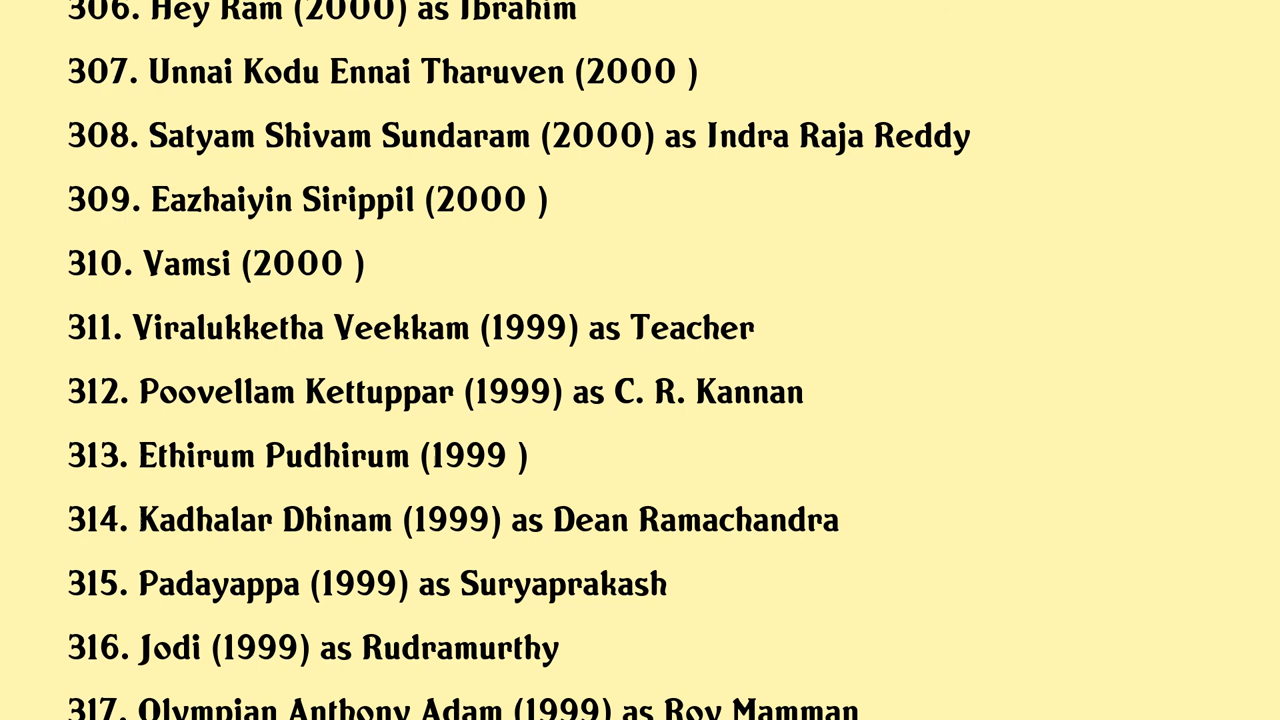 306. Hey Ram (2000) as Ibrahim
307. Unnai Kodu Ennai Tharuven (2000 )
308. Satyam Shivam Sundaram (2000) as Indra Raja Reddy
309. Eazhaiyin Sirippil (2000 )
310. Vamsi (2000 )
311. Viralukketha Veekkam (1999) as Teacher
312. Poovellam Kettuppar (1999) as C. R. Kannan
313. Ethirum Pudhirum (1999 )
314. Kadhalar Dhinam (1999) as Dean Ramachandra
315. Padayappa (1999) as Suryaprakash
316. Jodi (1999) as Rudramurthy
317. Olympian Anthony Adam (1999) as Roy Mamman